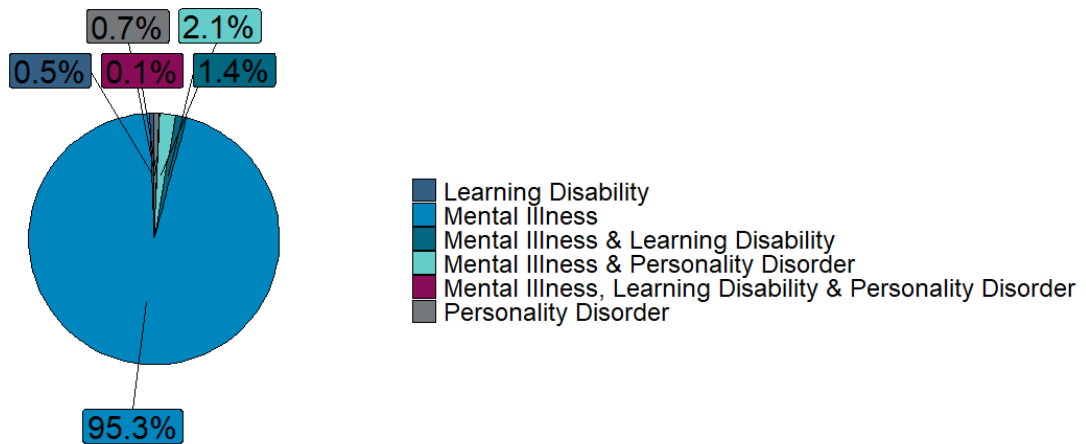 0.7% 2.1%
0.5% 0.1% 1.4%
Learning Disability
Mental Illness
Mental Illness & Learning Disability
Mental Illness & Personality Disorder
Mental Illness, Learning Disability & Personality Disorder
Personality Disorder
95.3%